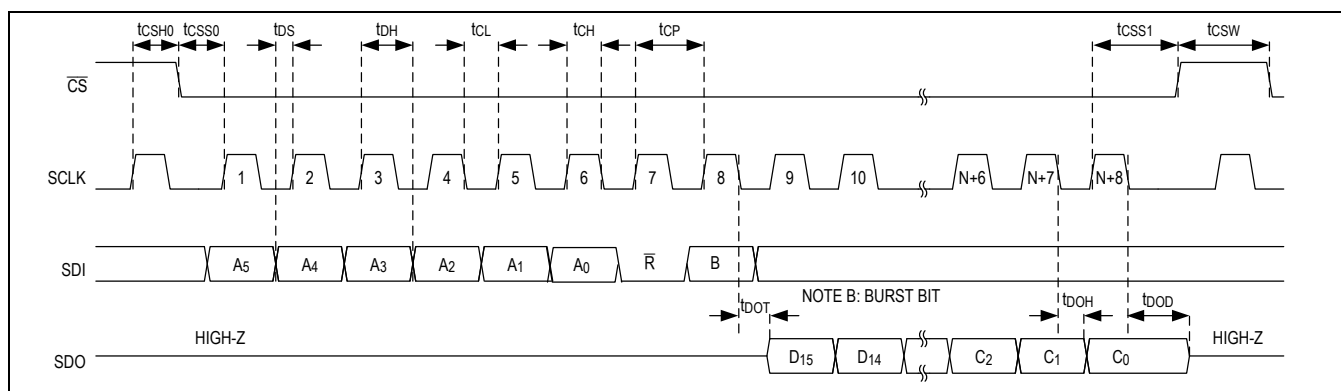 tCSH0 tCSS0 tDS tDH tCL tCH tCP tCSS1 tCSW
CS
SCLK 1 2 3 4 5 6 7 8 9 10 N+6 N+7 N+8
SDI A5 A4 A3 A2 A1 A0 R B
NOTE B: BURST BIT
tDOT tDOH tDOD
HIGH-Z HIGH-Z
SDO D15 D14 C2 C1 C0